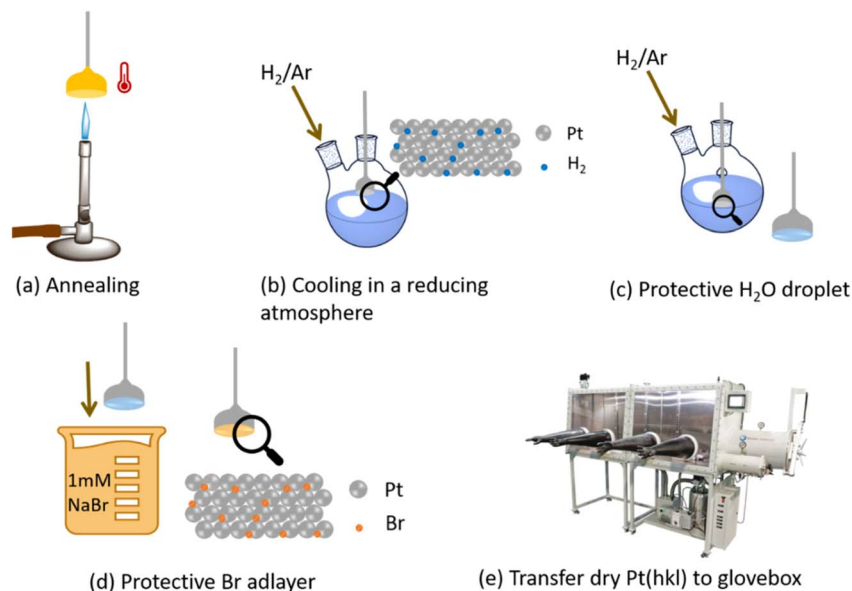 H₂/Ar
H₂/Ar
Pt
H₂
(a) Annealing
(b) Cooling in a reducing
atmosphere
(c) Protective H₂O droplet
1mM
NaBr
Pt
Br
(d) Protective Br adlayer
(e) Transfer dry Pt(hkl) to glovebox